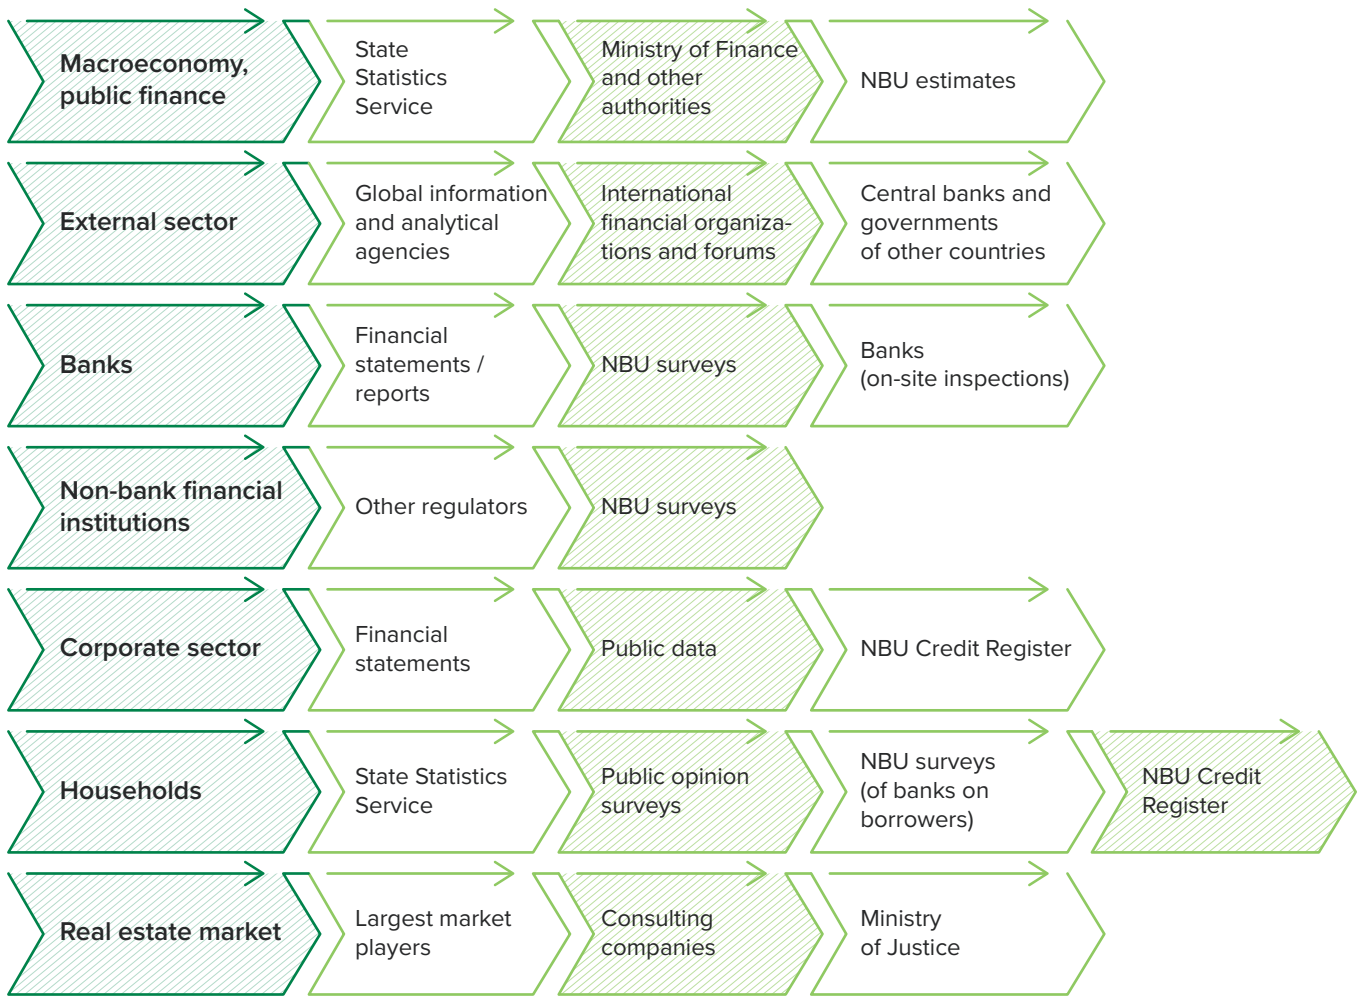 Macroeconomy,
public finance
State
Statistics
Service
Ministry of Finance
and other
authorities
NBU estimates
External sector
Global information
and analytical
agencies
International
financial organiza-
tions and forums
Central banks and
governments
of other countries
Banks
Financial
statements /
reports
NBU surveys
Banks
(on-site inspections)
Non-bank financial
institutions
Other regulators
NBU surveys
Corporate sector
Financial
statements
Public data
NBU Credit Register
Households
State Statistics
Service
Public opinion
surveys
NBU surveys
(of banks on
borrowers)
NBU Credit
Register
Real estate market
Largest market
players
Consulting
companies
Ministry
of Justice